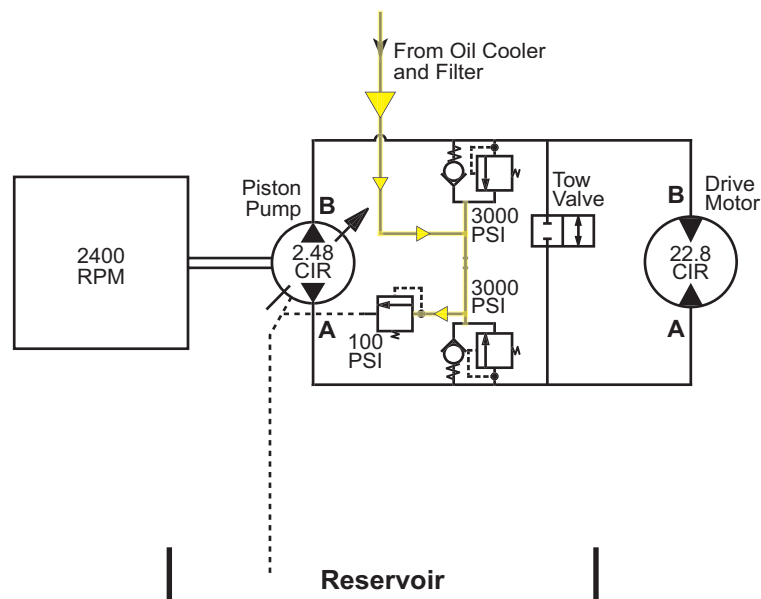 From Oil Cooler
and Filter
Piston
Pump
B
2400
RPM
2.48
CIR
A
3000
PSI
3000
PSI
100
PSI
Tow
Valve
B
Drive
Motor
22.8
CIR
A
Reservoir